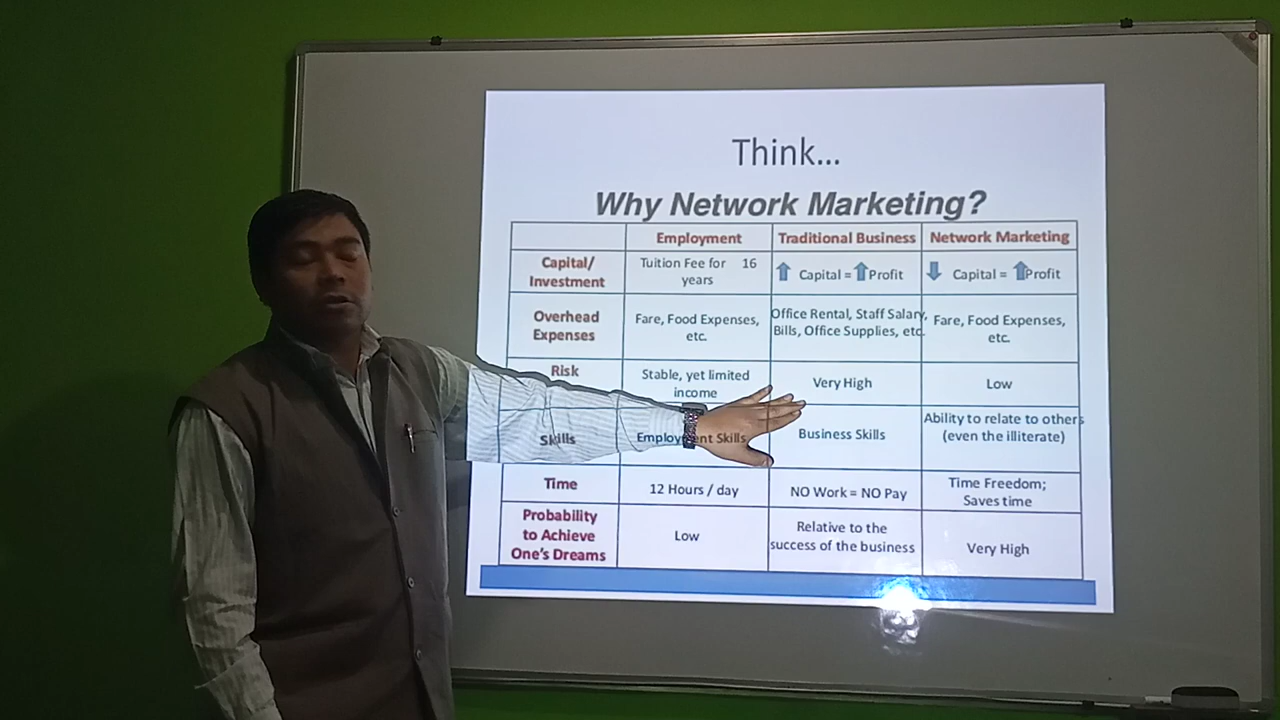 Think...
Why Network Marketing?
Employment Traditional Business Network Marketing
Capital/ Investment
Tuition Fee for 16 years
⬆ Capital = ⬆Profit
⬇ Capital = ⬆Profit
Overhead Expenses
Fare, Food Expenses, etc.
Office Rental, Staff Salary, Bills, Office Supplies, etc.
Fare, Food Expenses, etc.
Risk
Stable, yet limited income
Very High
Low
Skills
Employment Skills
Business Skills
Ability to relate to others (even the illiterate)
Time
12 Hours / day
NO Work = NO Pay
Time Freedom; Saves time
Probability to Achieve One's Dreams
Low
Relative to the success of the business
Very High